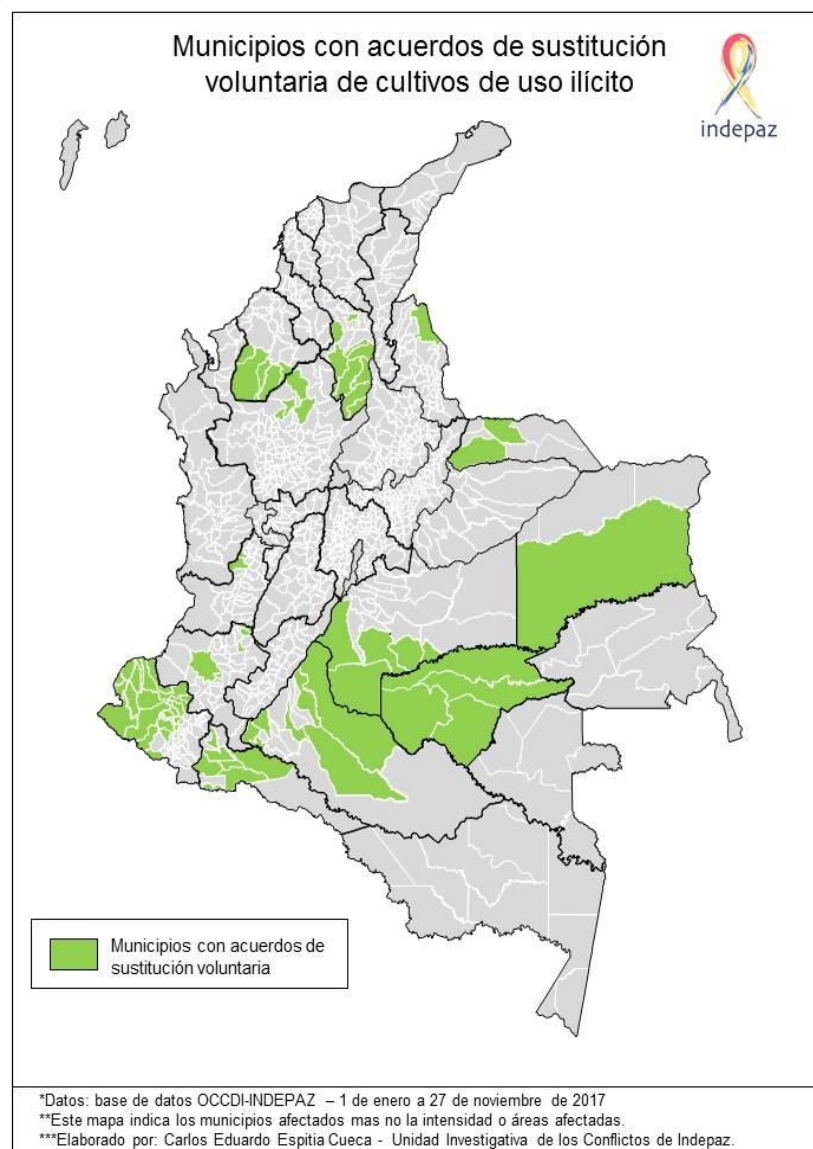 Municipios con acuerdos de sustitución
voluntaria de cultivos de uso ilícito
indepaz
Municipios con acuerdos de
sustitución voluntaria
*Datos: base de datos OCCDI-INDEPAZ – 1 de enero a 27 de noviembre de 2017
**Este mapa indica los municipios afectados mas no la intensidad o áreas afectadas.
***Elaborado por: Carlos Eduardo Espitia Cueca - Unidad Investigativa de los Conflictos de Indepaz.